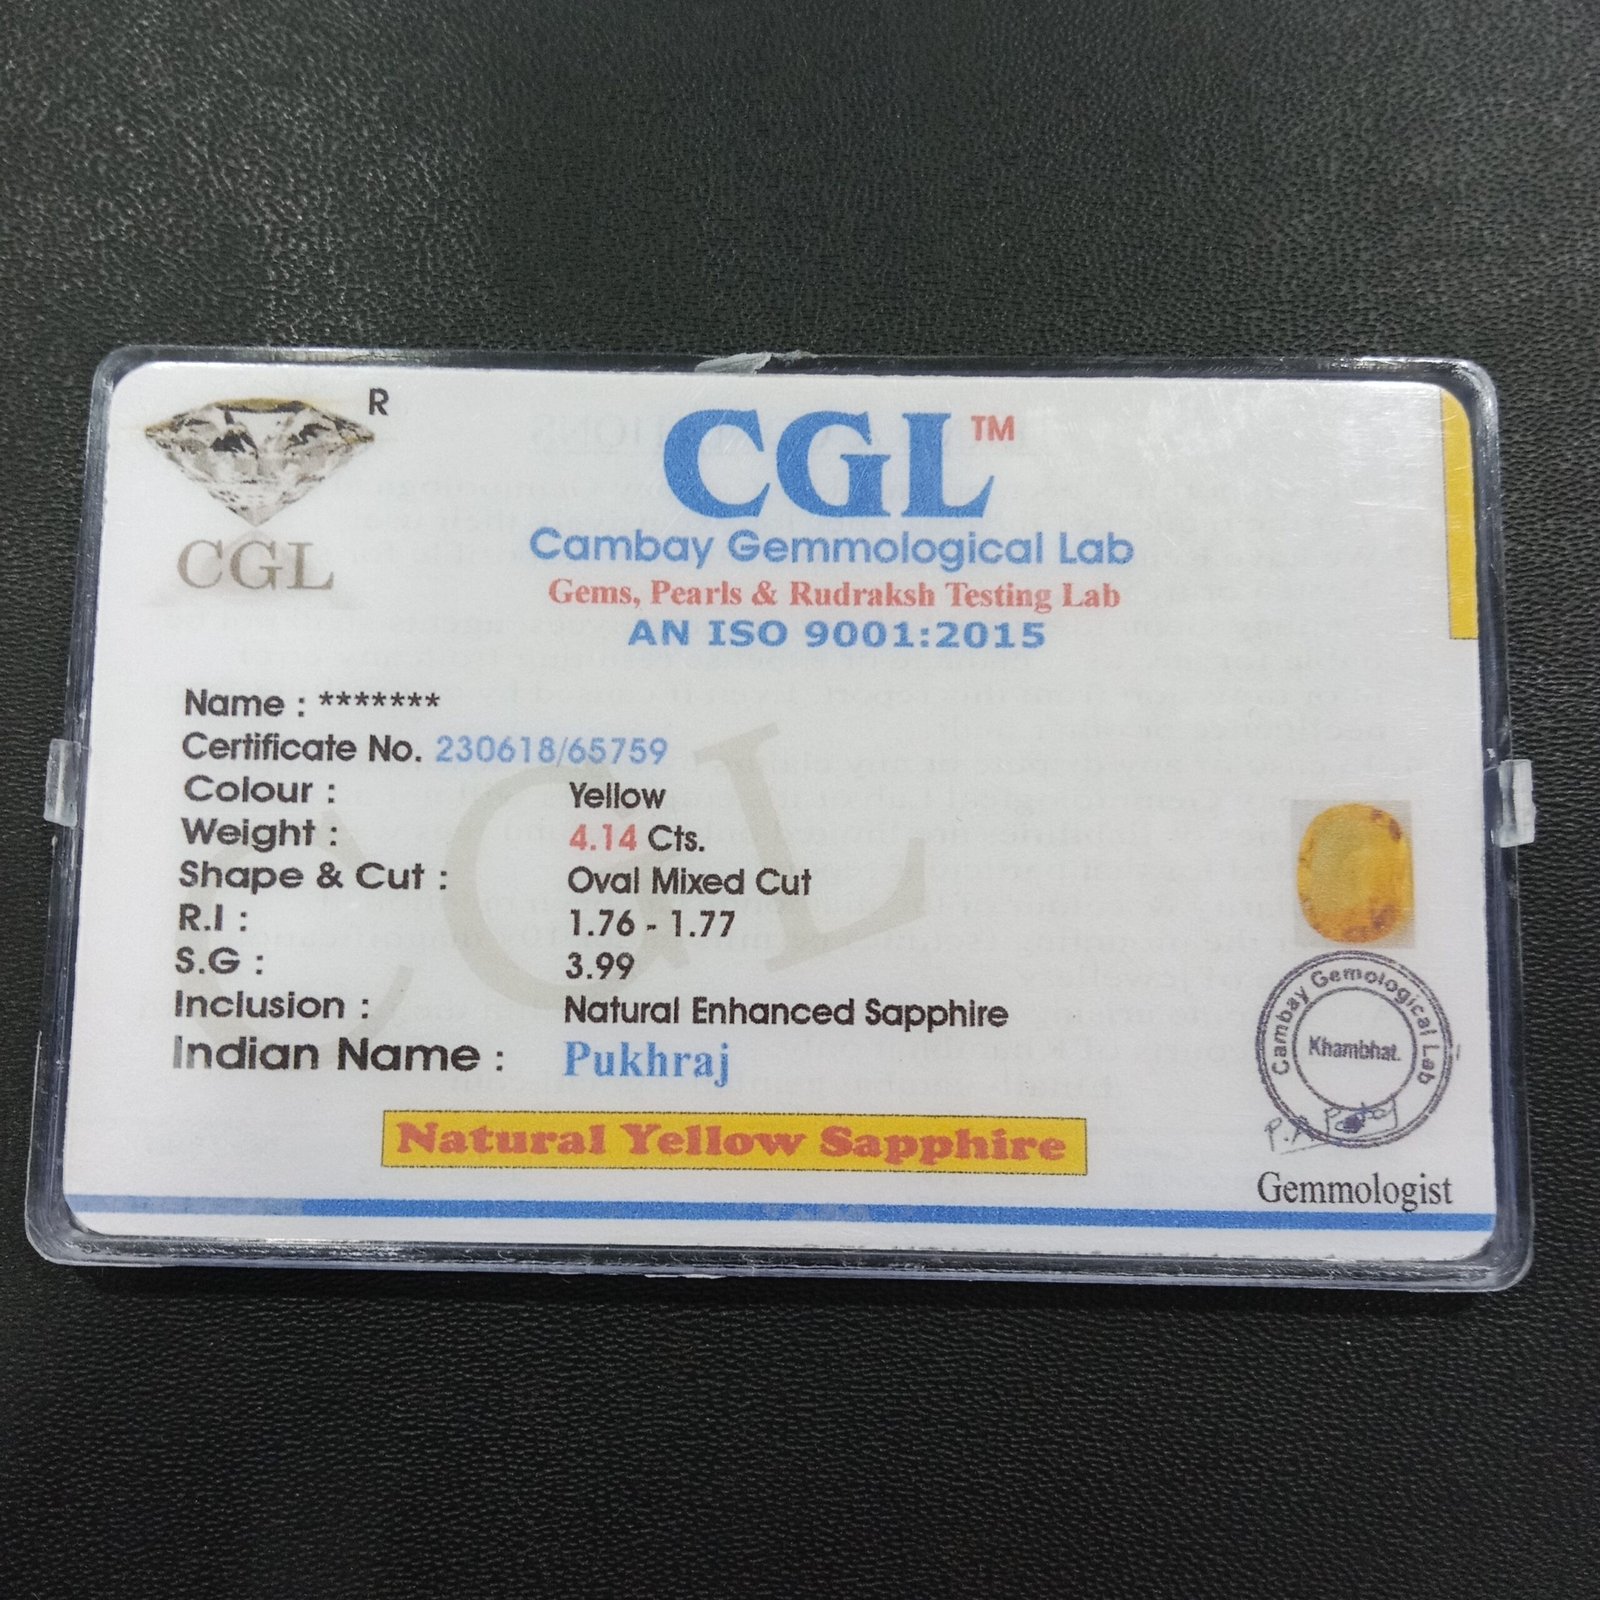 R
CGL
CGL™
Cambay Gemmological Lab
Gems, Pearls & Rudraksh Testing Lab
AN ISO 9001:2015
Name : *******
Certificate No. 230618/65759
Colour : Yellow
Weight : 4.14 Cts.
Shape & Cut : Oval Mixed Cut
R.I : 1.76 - 1.77
S.G : 3.99
Inclusion : Natural Enhanced Sapphire
Indian Name : Pukhraj
Natural Yellow Sapphire
CGL
Cambay Gemological Lab
Khambhat.
Gemmologist